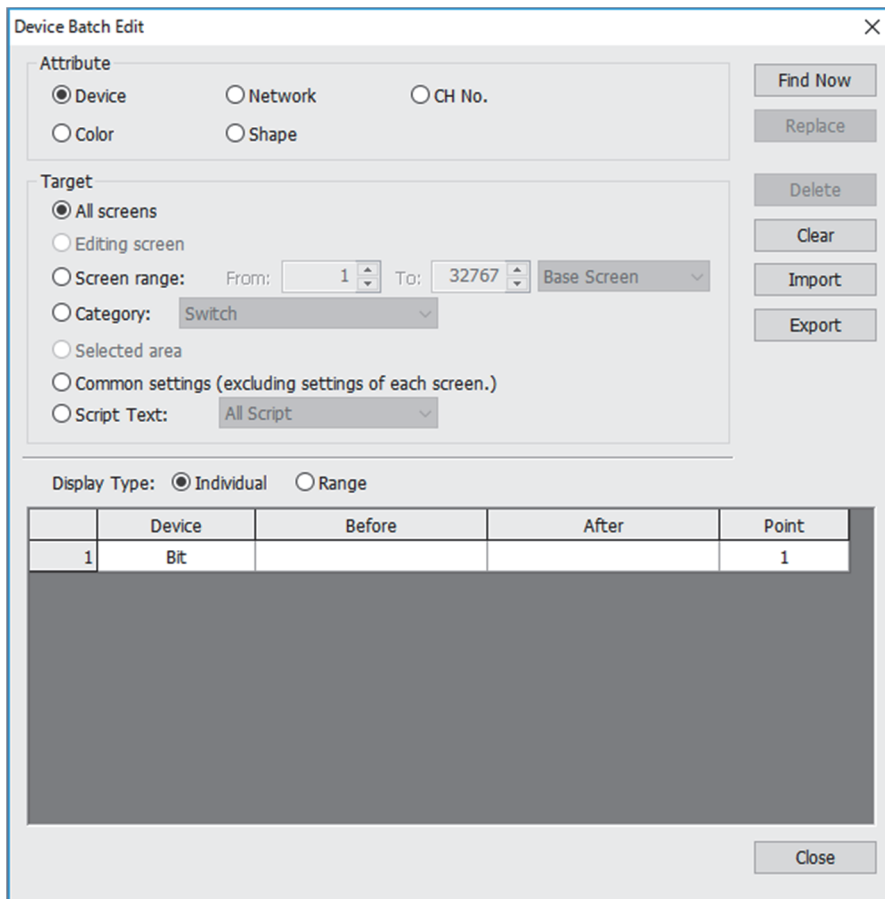 Device Batch Edit
Attribute
Device Network CH No.
Color Shape
Find Now
Replace
Target
All screens
Editing screen
Screen range: From: 1 To: 32767 Base Screen
Category: Switch
Selected area
Common settings (excluding settings of each screen.)
Script Text: All Script
Delete
Clear
Import
Export
Display Type: Individual Range
Device Before After Point
1 Bit 1
Close